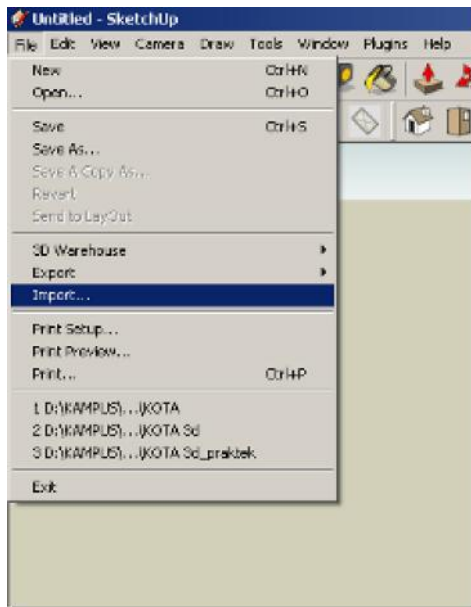 Untitled - SketchUp
File Edit View Camera Draw Tools Window Plugins Help
New Ctrl+N
Open... Ctrl+O
Save Ctrl+S
Save As...
Save A Copy As...
Revert
Send to LayOut
3D Warehouse
Export
Import...
Print Setup...
Print Preview...
Print... Ctrl+P
1 D:\KAMPUS\...\KOTA
2 D:\KAMPUS\...\KOTA 3d
3 D:\KAMPUS\...\KOTA 3d_praktek
Exit